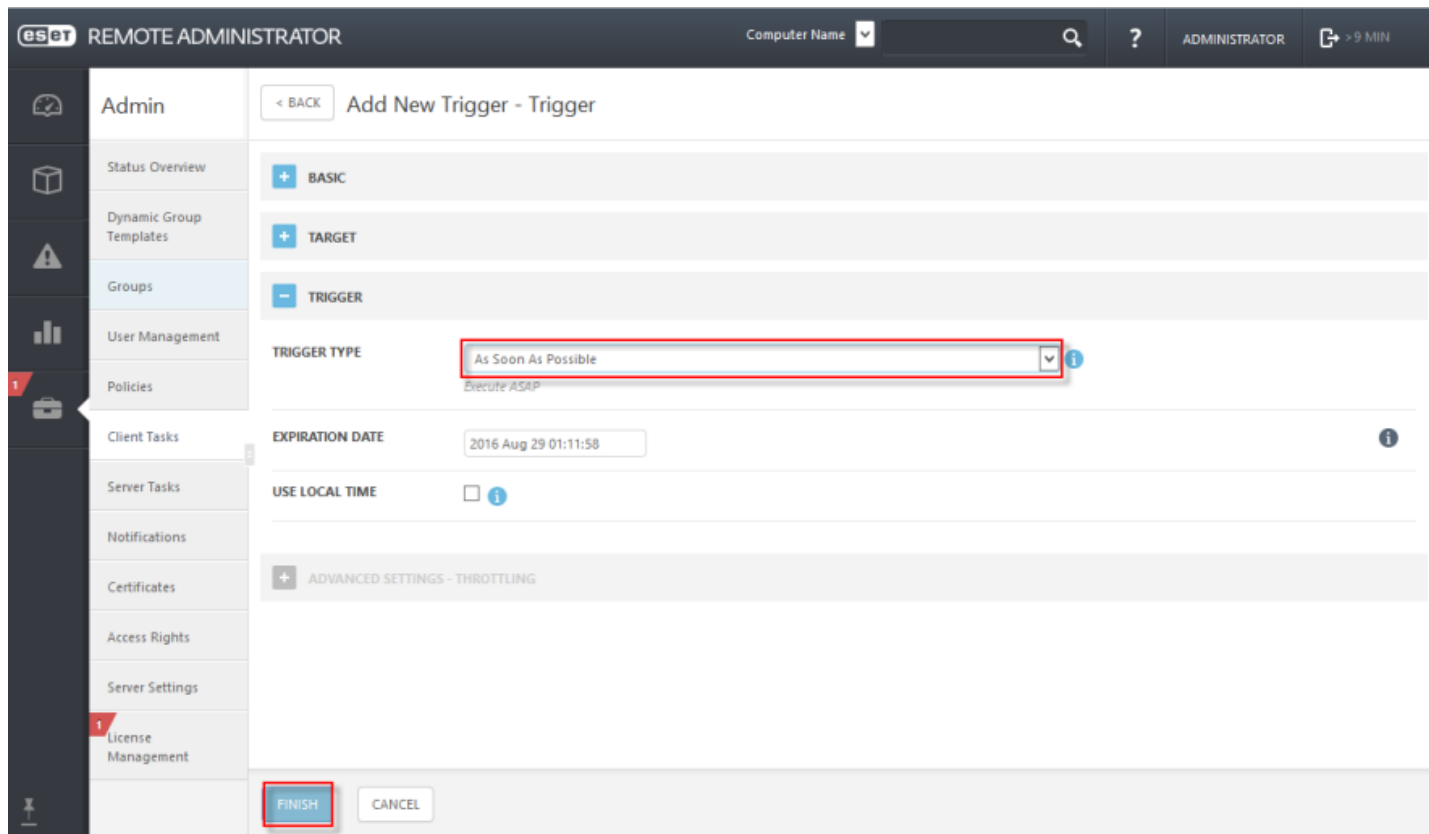 eset REMOTE ADMINISTRATOR
Computer Name
?
ADMINISTRATOR
>9 MIN
Admin
< BACK
Add New Trigger - Trigger
Status Overview
Dynamic Group
Templates
Groups
User Management
Policies
1
Client Tasks
Server Tasks
Notifications
Certificates
Access Rights
Server Settings
1
License
Management
+ BASIC
+ TARGET
− TRIGGER
TRIGGER TYPE
As Soon As Possible
i
Execute ASAP
EXPIRATION DATE
2016 Aug 29 01:11:58
i
USE LOCAL TIME
i
+ ADVANCED SETTINGS - THROTTLING
FINISH
CANCEL